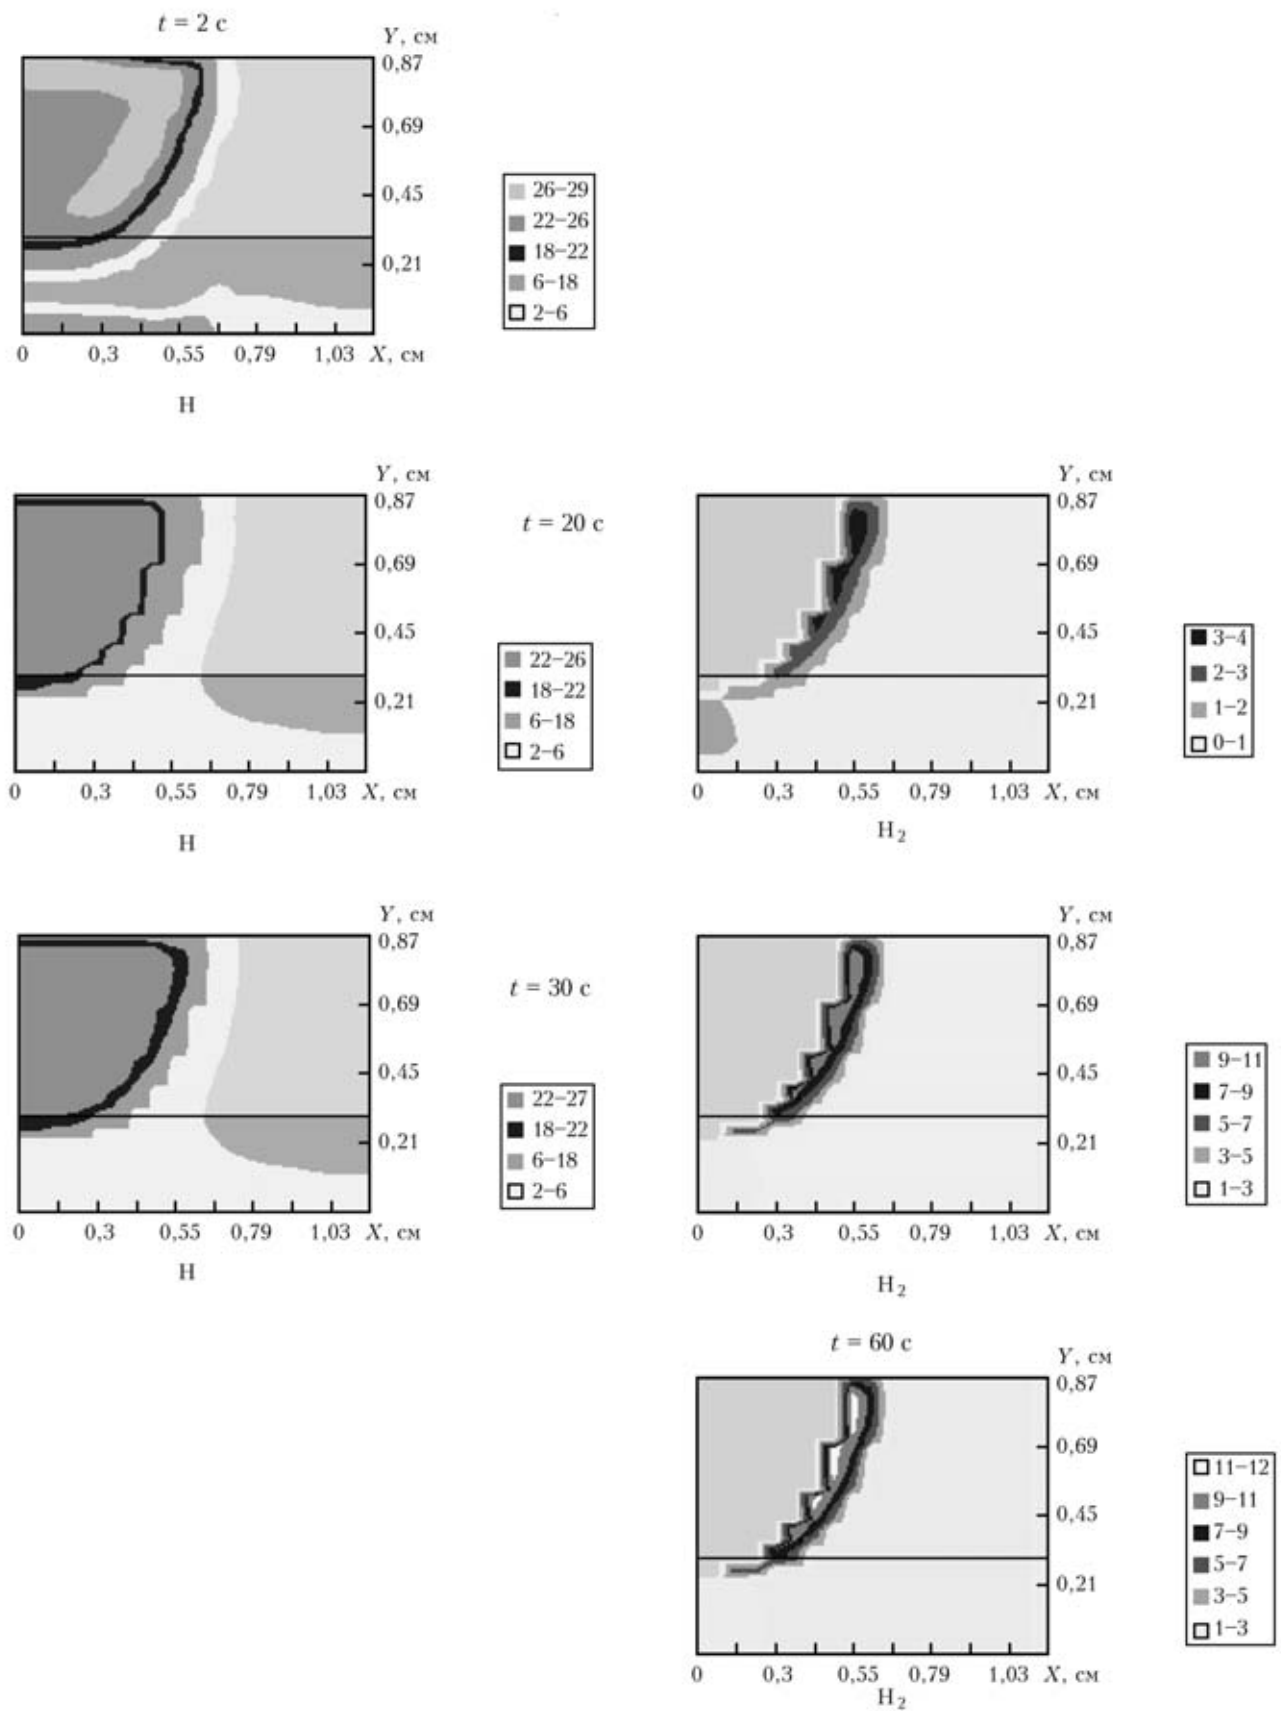 t = 2 с
Y, см
0,87
0,69
0,45
0,21
0 0,3 0,55 0,79 1,03 X, см
H
26–29
22–26
18–22
6–18
2–6
Y, см
0,87
0,69
0,45
0,21
0 0,3 0,55 0,79 1,03 X, см
H
t = 20 с
22–26
18–22
6–18
2–6
Y, см
0,87
0,69
0,45
0,21
0 0,3 0,55 0,79 1,03 X, см
H₂
3–4
2–3
1–2
0–1
Y, см
0,87
0,69
0,45
0,21
0 0,3 0,55 0,79 1,03 X, см
H
t = 30 с
22–27
18–22
6–18
2–6
Y, см
0,87
0,69
0,45
0,21
0 0,3 0,55 0,79 1,03 X, см
H₂
9–11
7–9
5–7
3–5
1–3
t = 60 с
Y, см
0,87
0,69
0,45
0,21
0 0,3 0,55 0,79 1,03 X, см
H₂
11–12
9–11
7–9
5–7
3–5
1–3